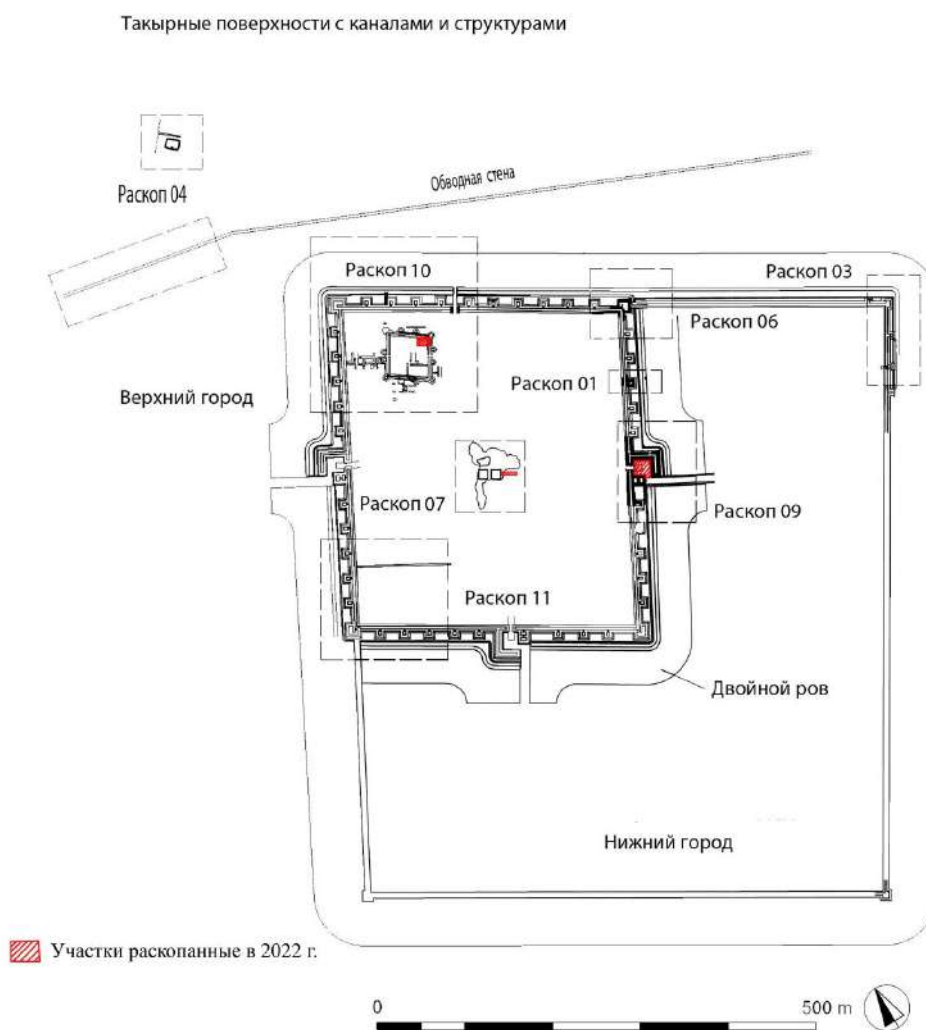 Такырные поверхности с каналами и структурами
Раскоп 04
Обводная стена
Раскоп 10
Раскоп 03
Раскоп 06
Раскоп 01
Верхний город
Раскоп 07
Раскоп 09
Раскоп 11
Двойной ров
Нижний город
Участки раскопанные в 2022 г.
0
500 m